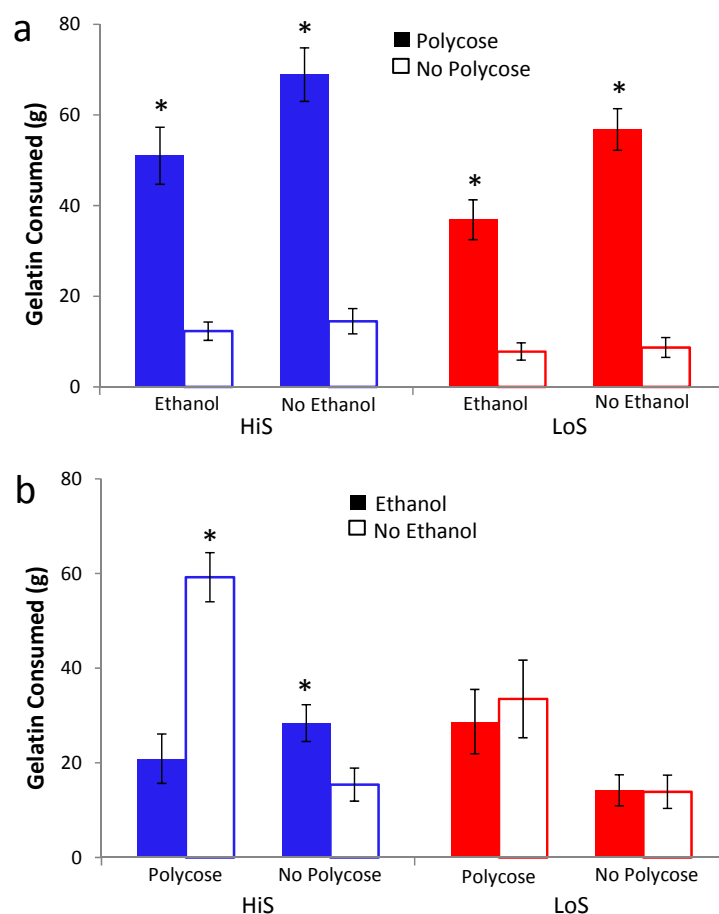 a
Gelatin Consumed (g)
80
60
40
20
0
Polycose
No Polycose
*
*
*
*
Ethanol
No Ethanol
Ethanol
No Ethanol
HiS
LoS
b
Gelatin Consumed (g)
80
60
40
20
0
Ethanol
No Ethanol
*
*
Polycose
No Polycose
Polycose
No Polycose
HiS
LoS